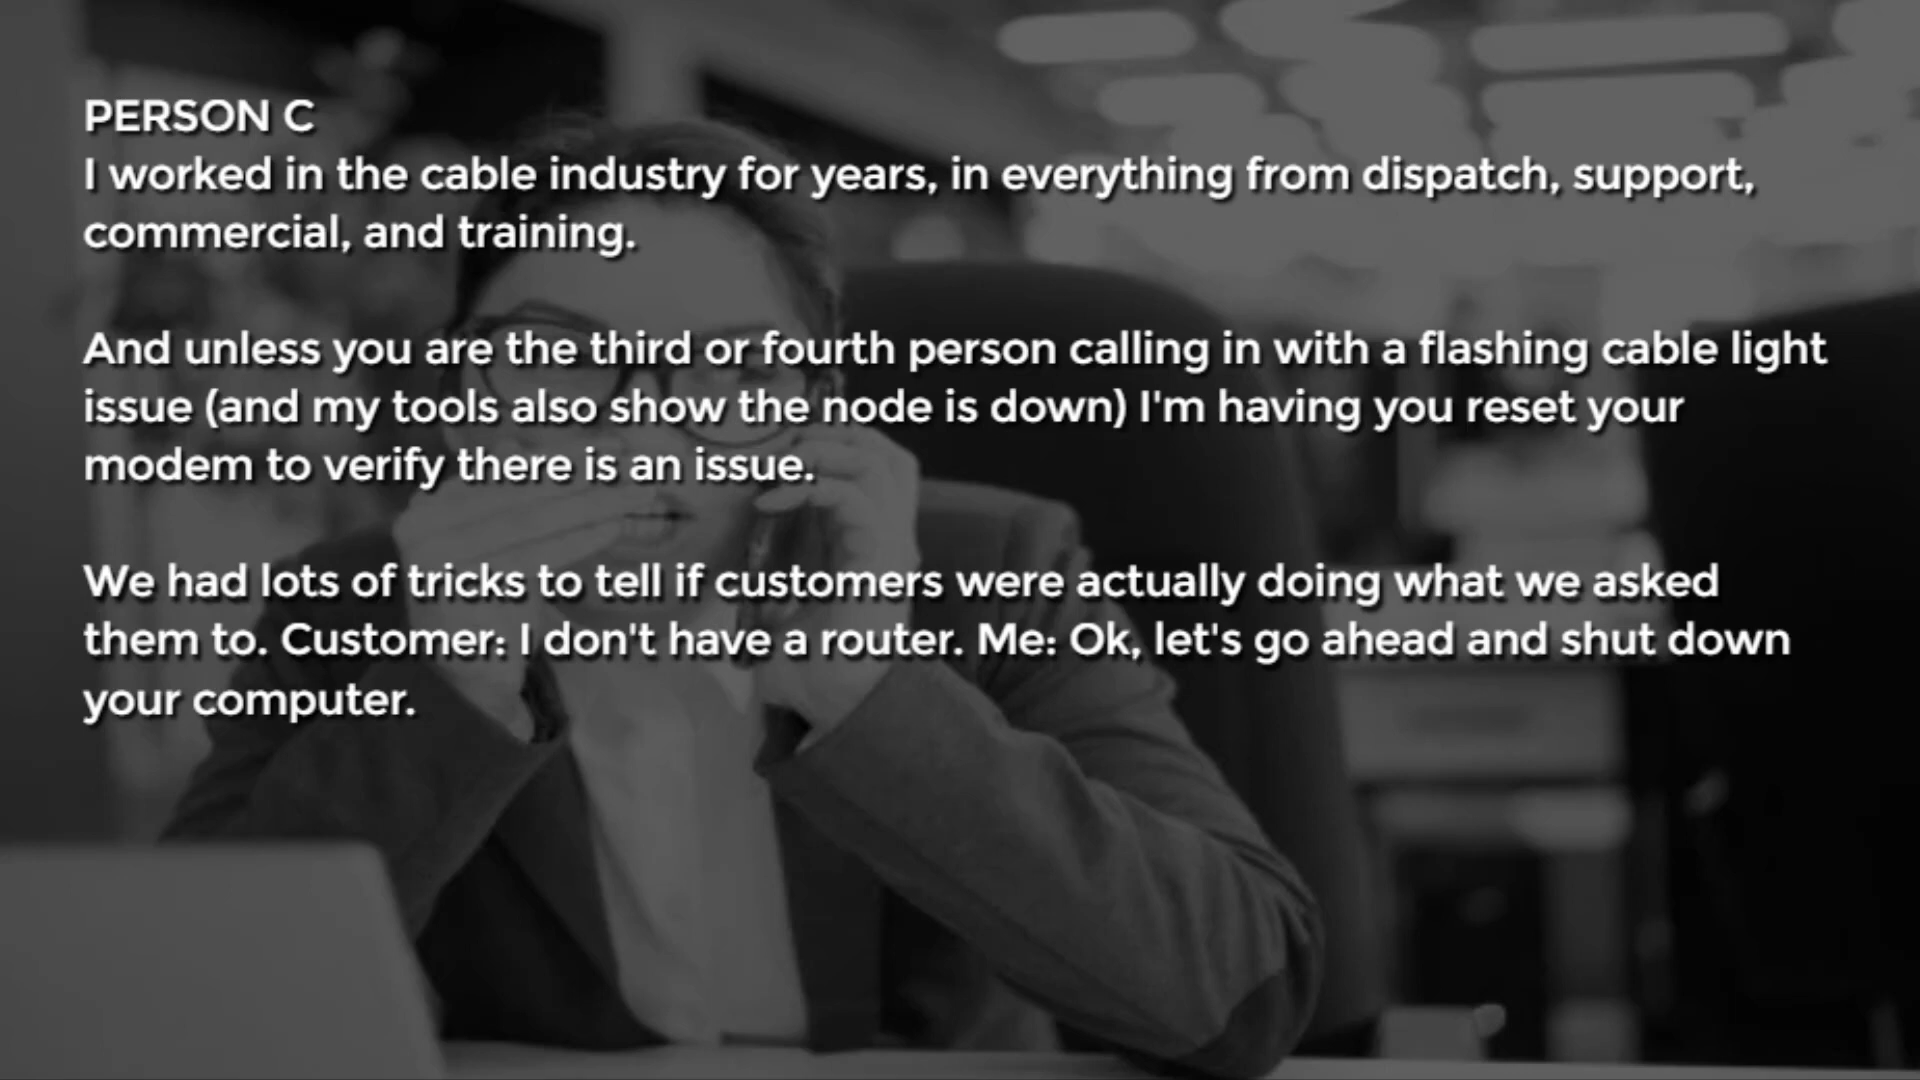 PERSON C
I worked in the cable industry for years, in everything from dispatch, support,
commercial, and training.
And unless you are the third or fourth person calling in with a flashing cable light
issue (and my tools also show the node is down) I'm having you reset your
modem to verify there is an issue.
We had lots of tricks to tell if customers were actually doing what we asked
them to. Customer: I don't have a router. Me: Ok, let's go ahead and shut down
your computer.